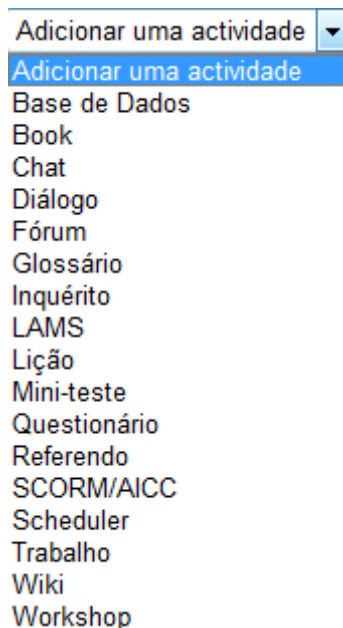 Adicionar uma actividade
Adicionar uma actividade
Base de Dados
Book
Chat
Diálogo
Fórum
Glossário
Inquérito
LAMS
Lição
Mini-teste
Questionário
Referendo
SCORM/AICC
Scheduler
Trabalho
Wiki
Workshop